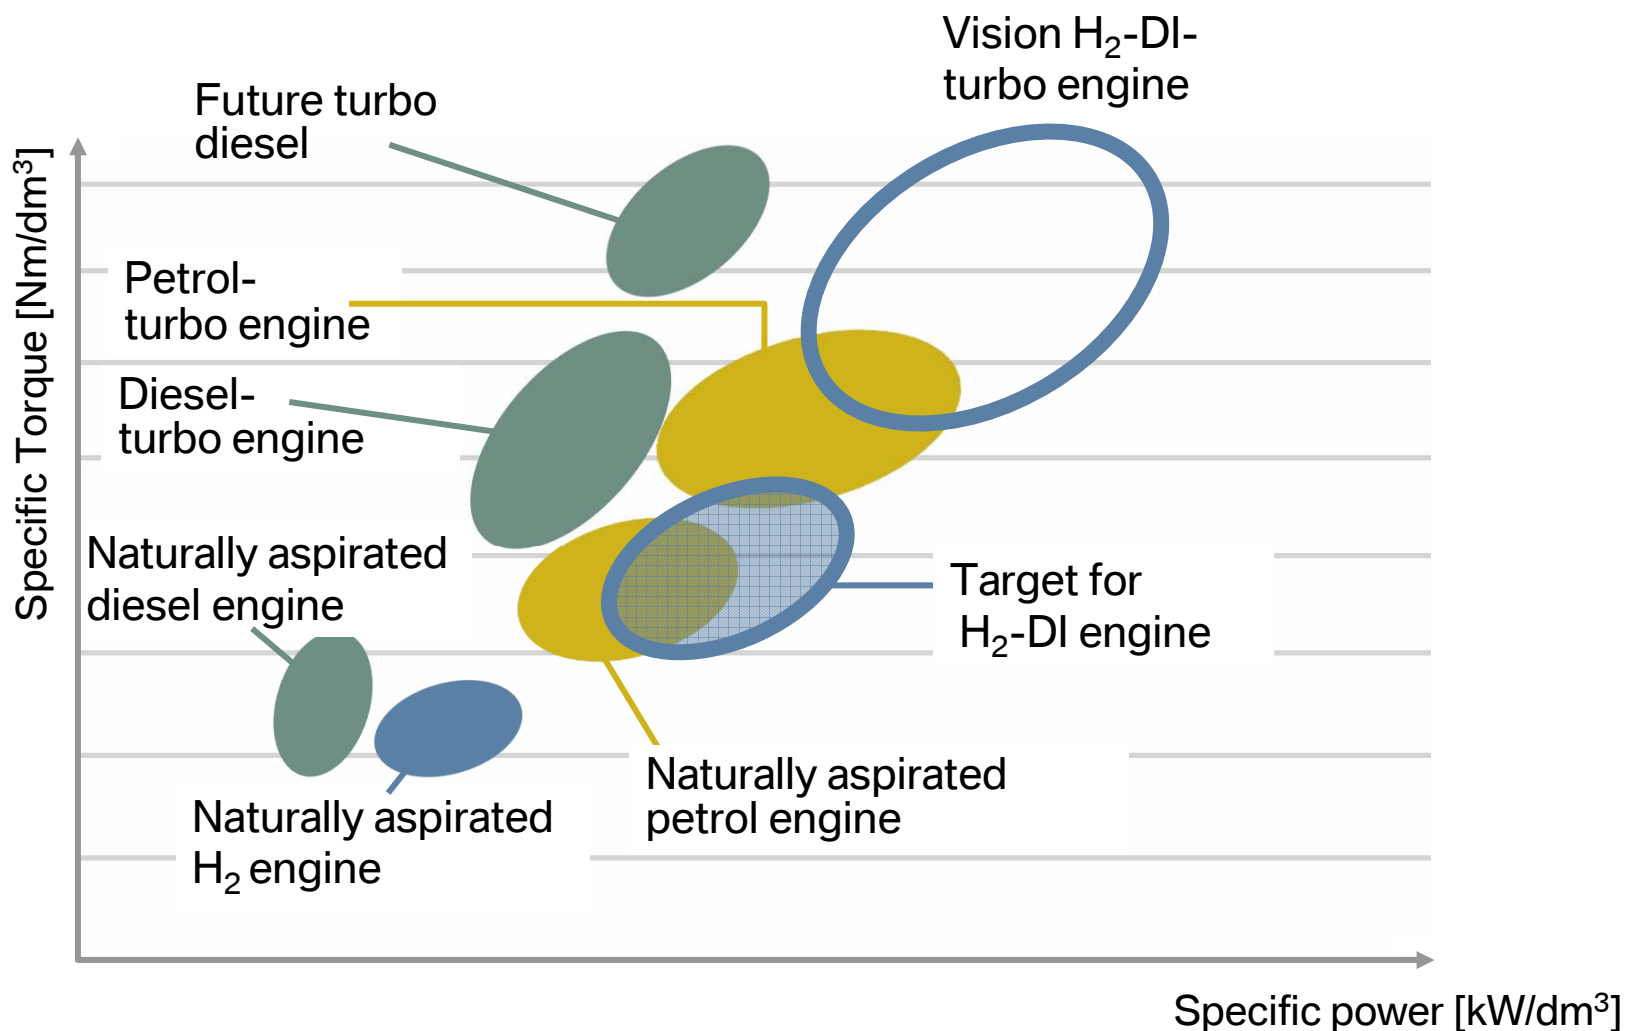 Vision H₂-DI-
turbo engine
Future turbo
diesel
Specific Torque [Nm/dm³]
Petrol-
turbo engine
Diesel-
turbo engine
Naturally aspirated
diesel engine
Target for
H₂-DI engine
Naturally aspirated
petrol engine
Naturally aspirated
H₂ engine
Specific power [kW/dm³]